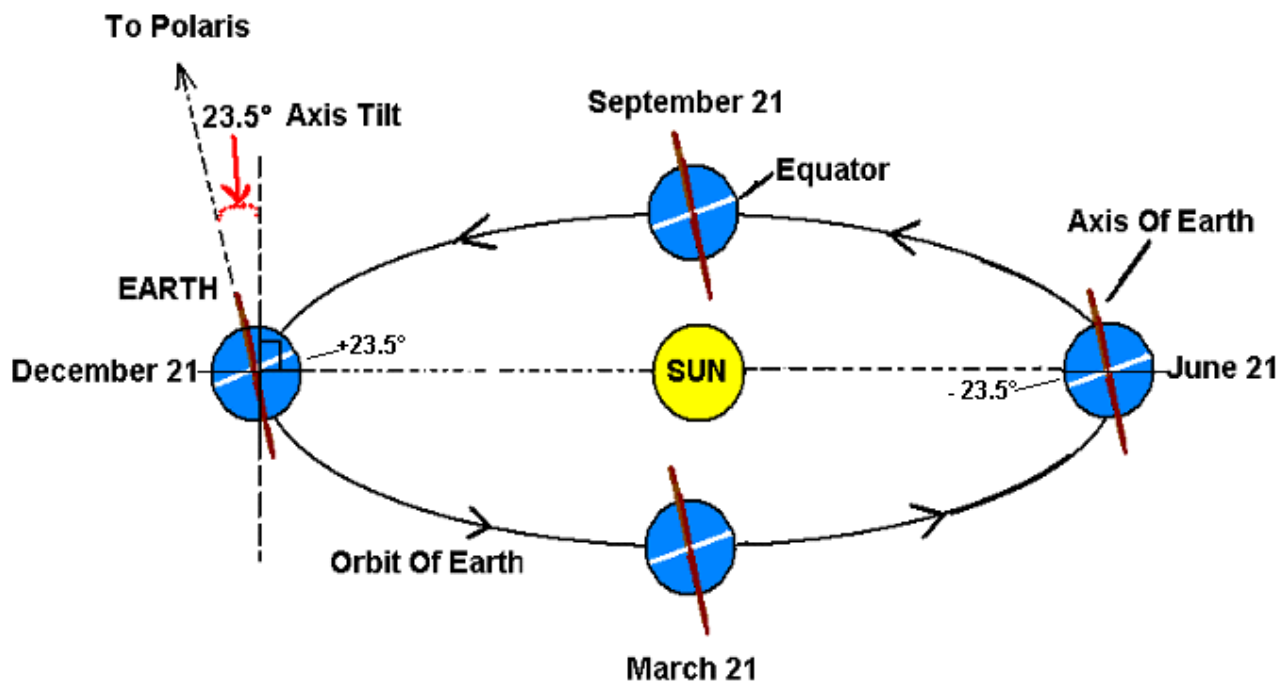 To Polaris
23.5° Axis Tilt
September 21
Equator
Axis Of Earth
EARTH
+23.5°
December 21
SUN
- 23.5°
June 21
Orbit Of Earth
March 21